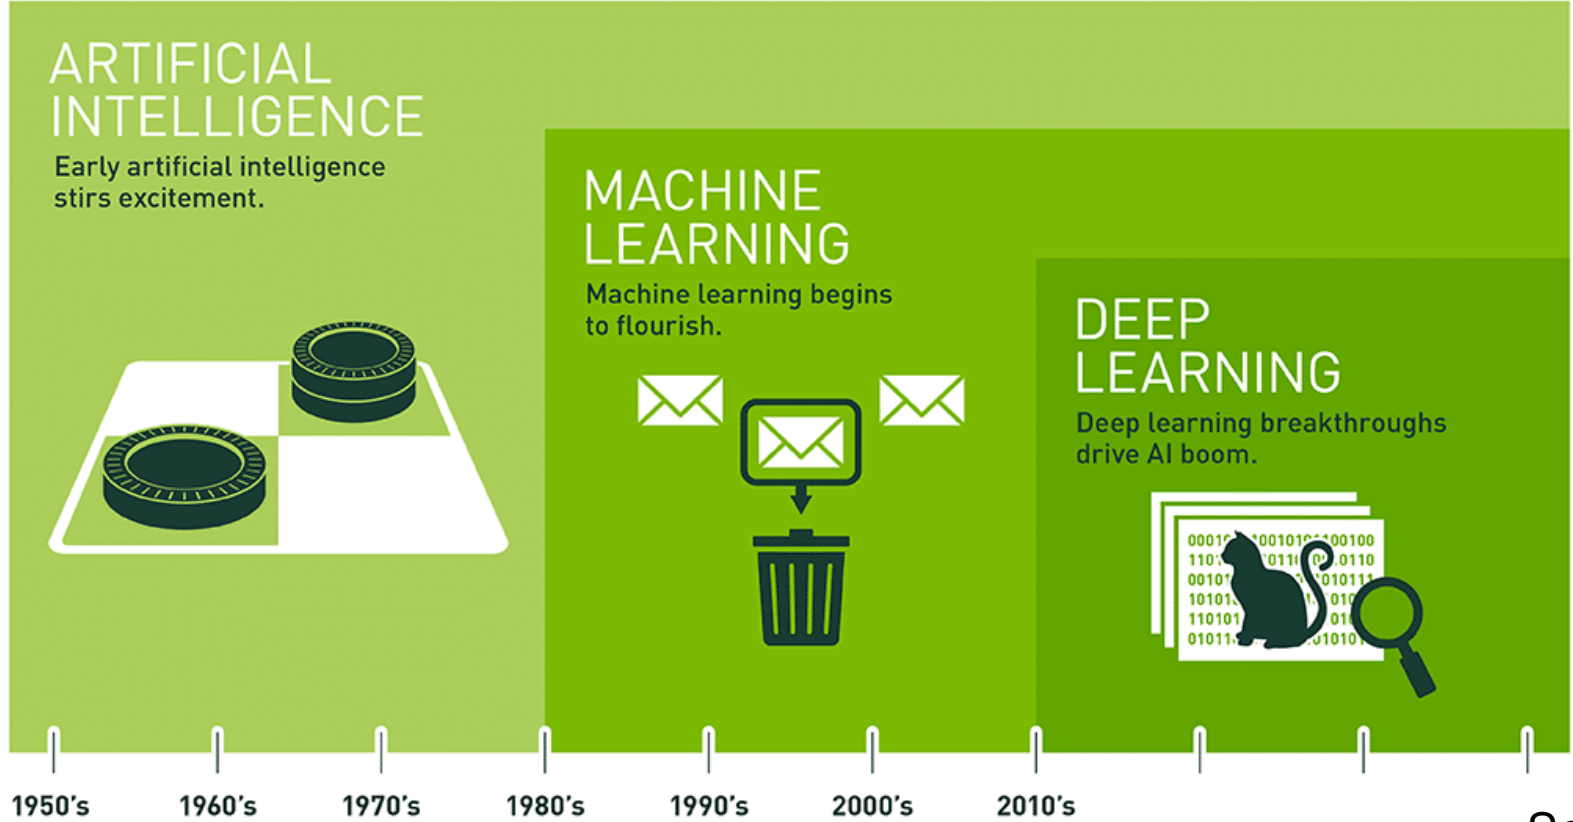 ARTIFICIAL
INTELLIGENCE
Early artificial intelligence
stirs excitement.
MACHINE
LEARNING
Machine learning begins
to flourish.
DEEP
LEARNING
Deep learning breakthroughs
drive AI boom.
1950's 1960's 1970's 1980's 1990's 2000's 2010's